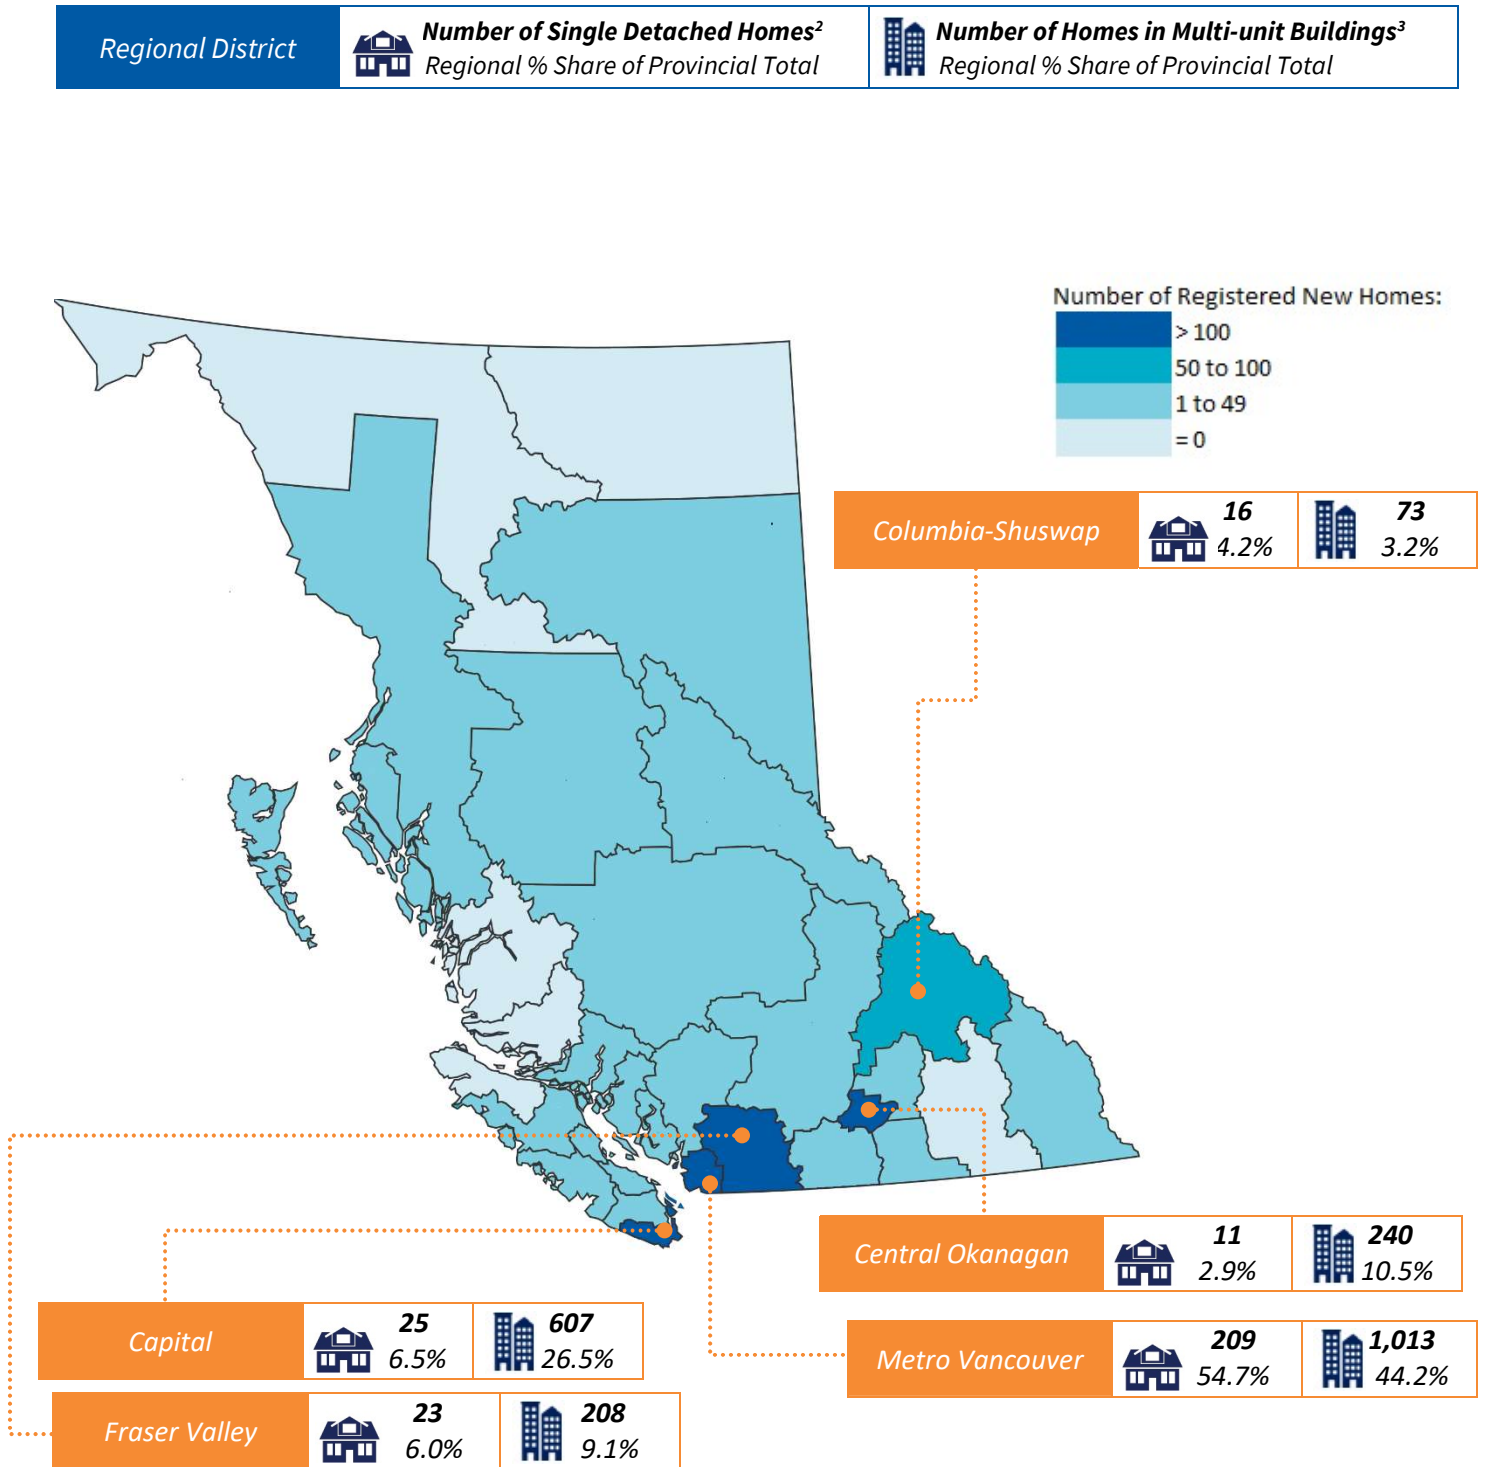 Regional District
Number of Single Detached Homes²
Regional % Share of Provincial Total
Number of Homes in Multi-unit Buildings³
Regional % Share of Provincial Total
Number of Registered New Homes:
> 100
50 to 100
1 to 49
= 0
Columbia-Shuswap
16
4.2%
73
3.2%
Central Okanagan
11
2.9%
240
10.5%
Capital
25
6.5%
607
26.5%
Metro Vancouver
209
54.7%
1,013
44.2%
Fraser Valley
23
6.0%
208
9.1%